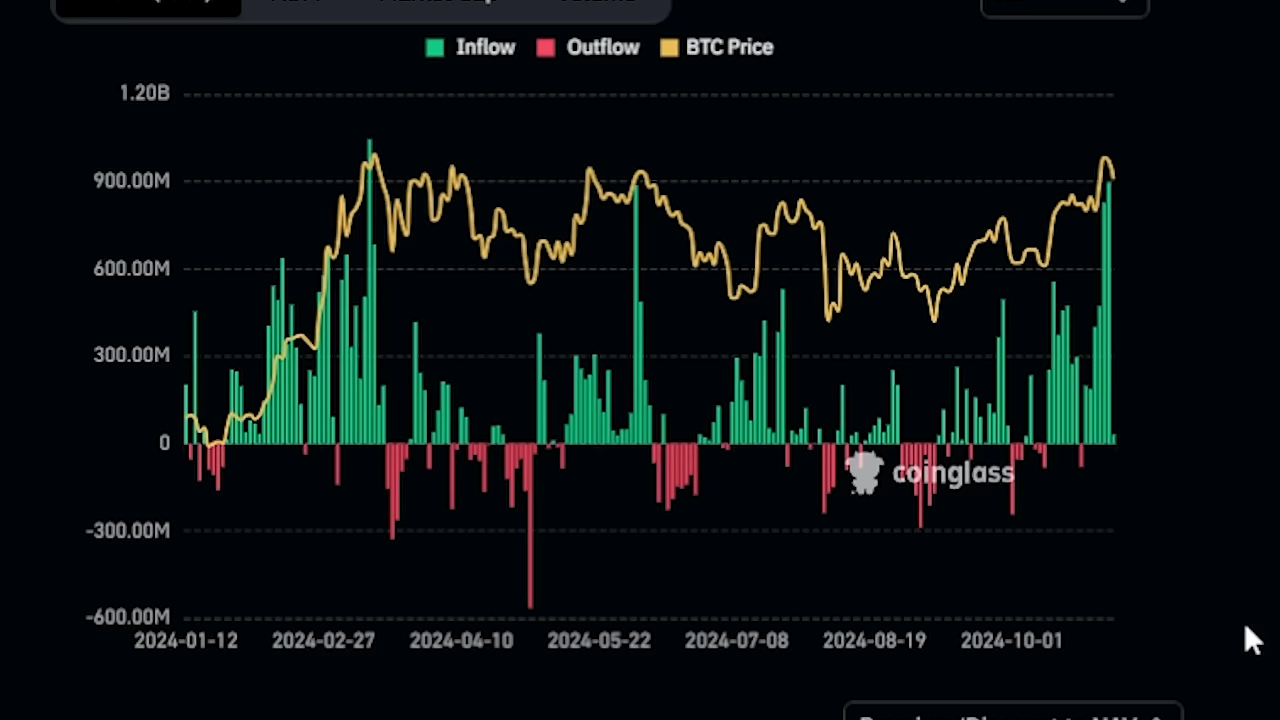 Inflow Outflow BTC Price
1.20B
900.00M
600.00M
300.00M
0
-300.00M
-600.00M
coinglass
2024-01-12 2024-02-27 2024-04-10 2024-05-22 2024-07-08 2024-08-19 2024-10-01